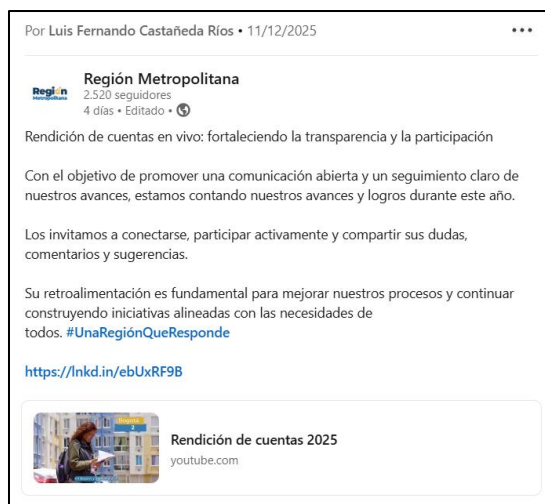 Por Luis Fernando Castañeda Ríos • 11/12/2025
Región Metropolitana
Región
Metropolitana
2.520 seguidores
4 días • Editado •
Rendición de cuentas en vivo: fortaleciendo la transparencia y la participación
Con el objetivo de promover una comunicación abierta y un seguimiento claro de
nuestros avances, estamos contando nuestros avances y logros durante este año.
Los invitamos a conectarse, participar activamente y compartir sus dudas,
comentarios y sugerencias.
Su retroalimentación es fundamental para mejorar nuestros procesos y continuar
construyendo iniciativas alineadas con las necesidades de
todos. #UnaRegiónQueResponde
https://lnkd.in/ebUxRF9B
Rendición de cuentas 2025
youtube.com